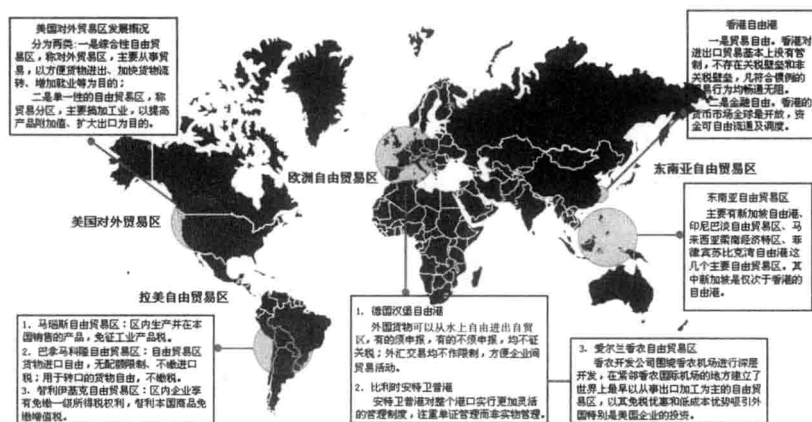 美国对外贸易区发展概况
分为两类：一是综合性自由贸
易区，称对外贸易区，主要从事贸
易，以方便货物进出、加快货物流
转、增加就业等为目的；
二是单一性的自由贸易区，称
贸易分区，主要搞加工业，以提高
产品附加值、扩大出口为目的。
香港自由港
一是贸易自由。香港对
进出口贸易基本上没有管
制，不存在关税壁垒和非
关税壁垒，凡符合惯例的
贸易行为均畅通无阻。
二是金融自由。香港的
货币市场全球是开放，资
金可自由流通及调度。
欧洲自由贸易区
东南亚自由贸易区
美国对外贸易区
东南亚自由贸易区
主要有新加坡自由港、
印尼巴淡自由贸易区、马
来西亚柔南经济特区、菲
律宾苏比克湾自由港这
几个主要自由贸易区。其
中新加坡是仅次于香港的
自由港。
拉美自由贸易区
1. 马瑙斯自由贸易区：区内生产并在本
国销售的产品，免征工业产品税。
2. 巴拿马科隆自由贸易区：自由贸易区
货物进口自由，无配额限制、不缴进口
税；用于转口的货物自由，不缴税。
3. 智利伊基克自由贸易区：区内企业享
有免缴一级所得税权利，智利本国商品免
缴增值税。
1. 德国汉堡自由港
外国货物可以从水上自由进出自贸
区，有的须申报，有的不须申报，均不征
关税；外汇交易均不作限制，方便企业间
贸易活动。
2. 比利时安特卫普港
安特卫普港对整个港口实行更加灵活
的管理制度，注重单证管理而非实物管理。
3. 爱尔兰香农自由贸易区
香农开发公司围绕香农机场进行深层
开发，在紧邻香农国际机场的地方建立了
世界上最早以从事出口加工为主的自由贸
易区，以其免税优惠和低成本优势吸引外
国特别是美国企业的投资。